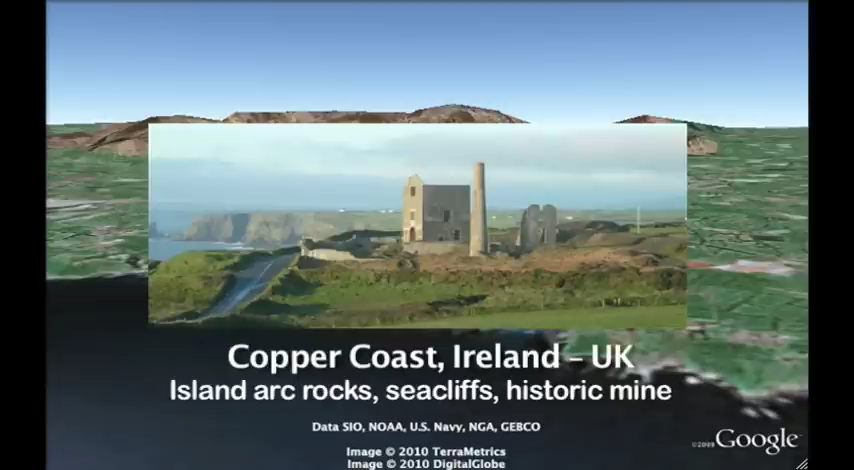 Copper Coast, Ireland – UK
Island arc rocks, seacliffs, historic mine
Data SIO, NOAA, U.S. Navy, NGA, GEBCO
Image © 2010 TerraMetrics
Image © 2010 DigitalGlobe
©2009 Google